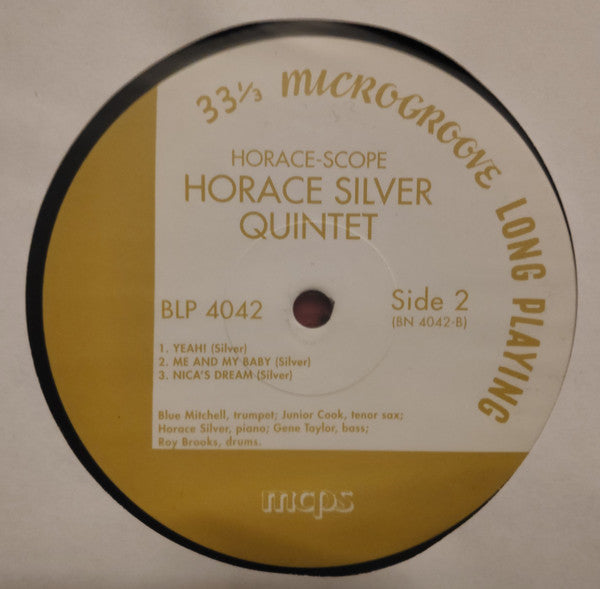 33⅓ MICROGROOVE LONG PLAYING
HORACE-SCOPE
HORACE SILVER
QUINTET
BLP 4042
Side 2
(BN 4042-B)
1. YEAH! (Silver)
2. ME AND MY BABY (Silver)
3. NICA'S DREAM (Silver)
Blue Mitchell, trumpet; Junior Cook, tenor sax;
Horace Silver, piano; Gene Taylor, bass;
Roy Brooks, drums.
mcps